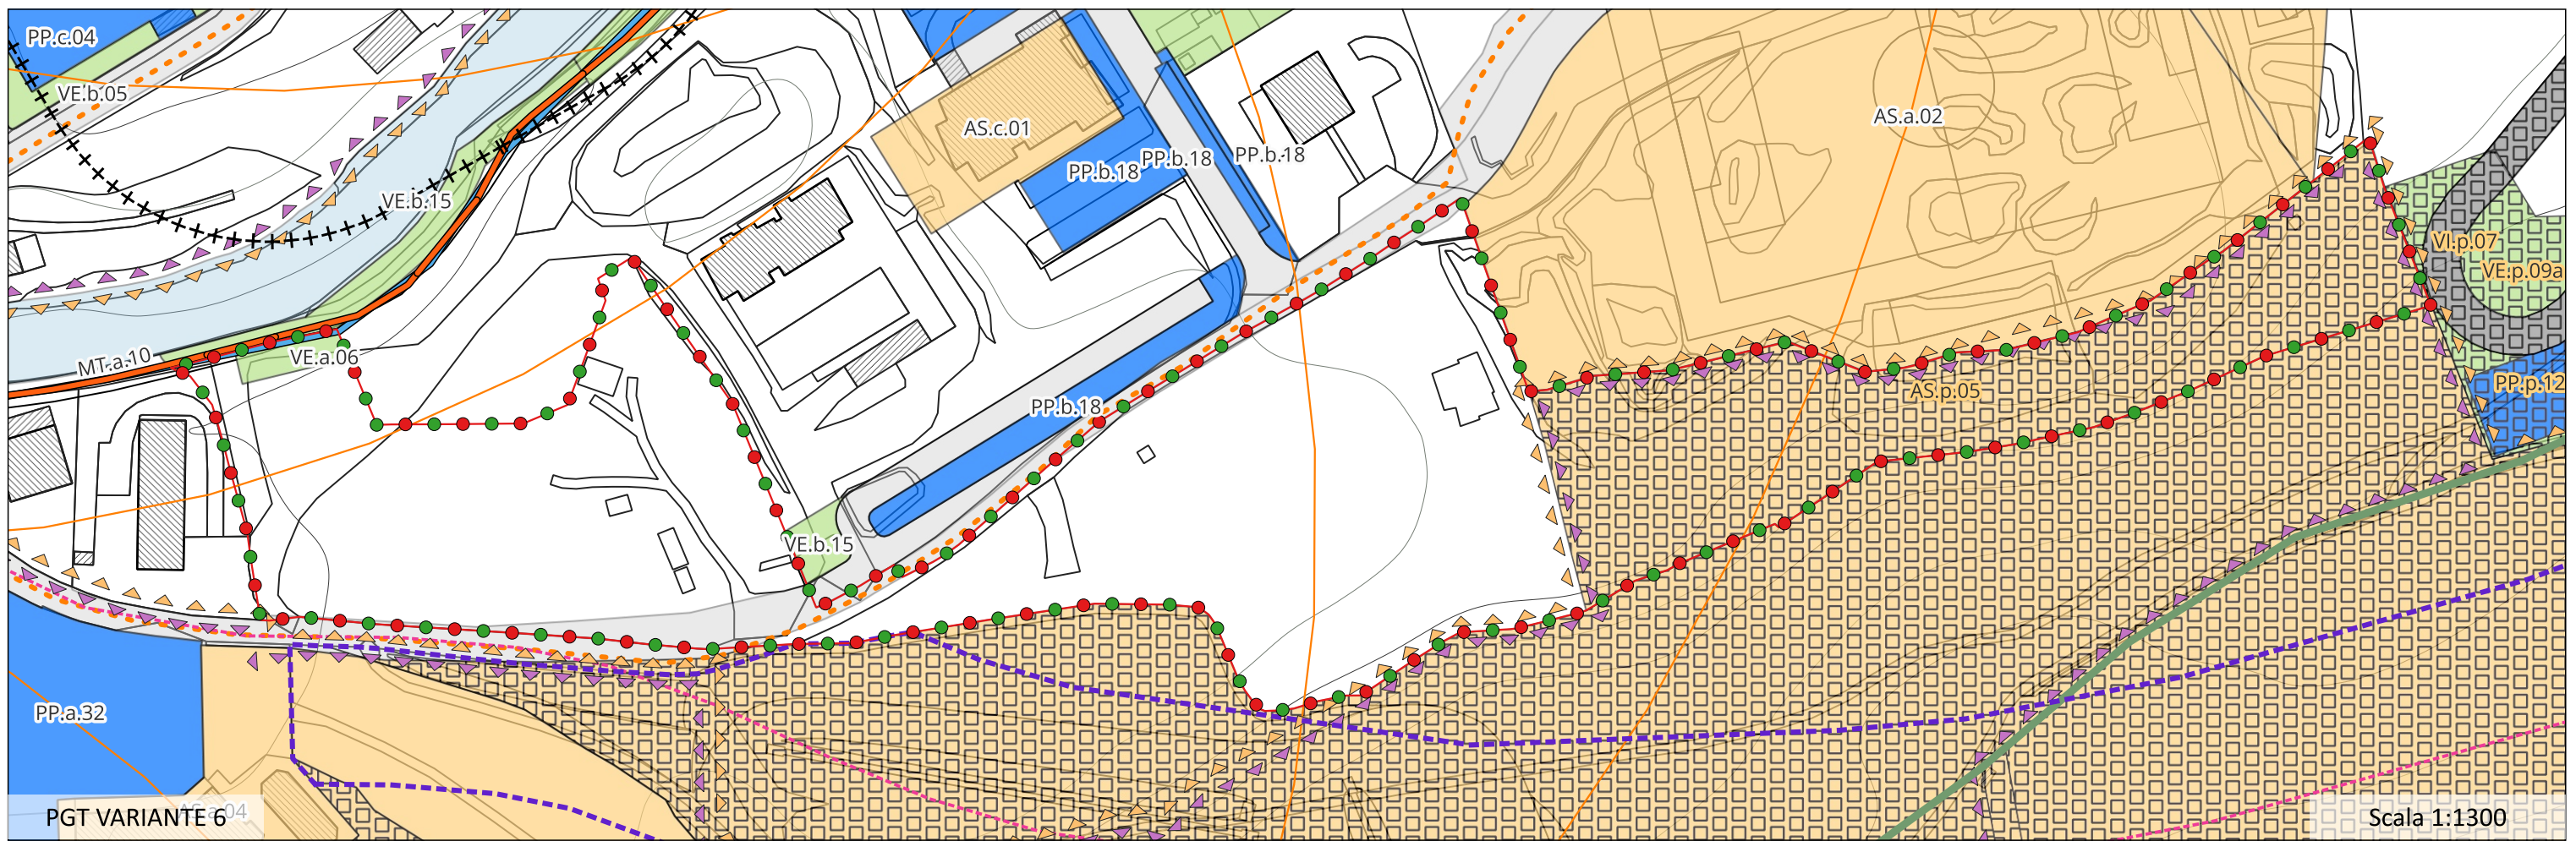 PP.c.04
VE.b.05
AS.c.01
AS.a.02
PP.b.18
PP.b.18
PP.b.18
VE.b.15
VI.p.07
VE.p.09a
MT.a.10
VE.a.06
PP.p.12
AS.p.05
PP.b.18
VE.b.15
PP.a.32
AS.a.04
PGT VARIANTE 6
Scala 1:1300